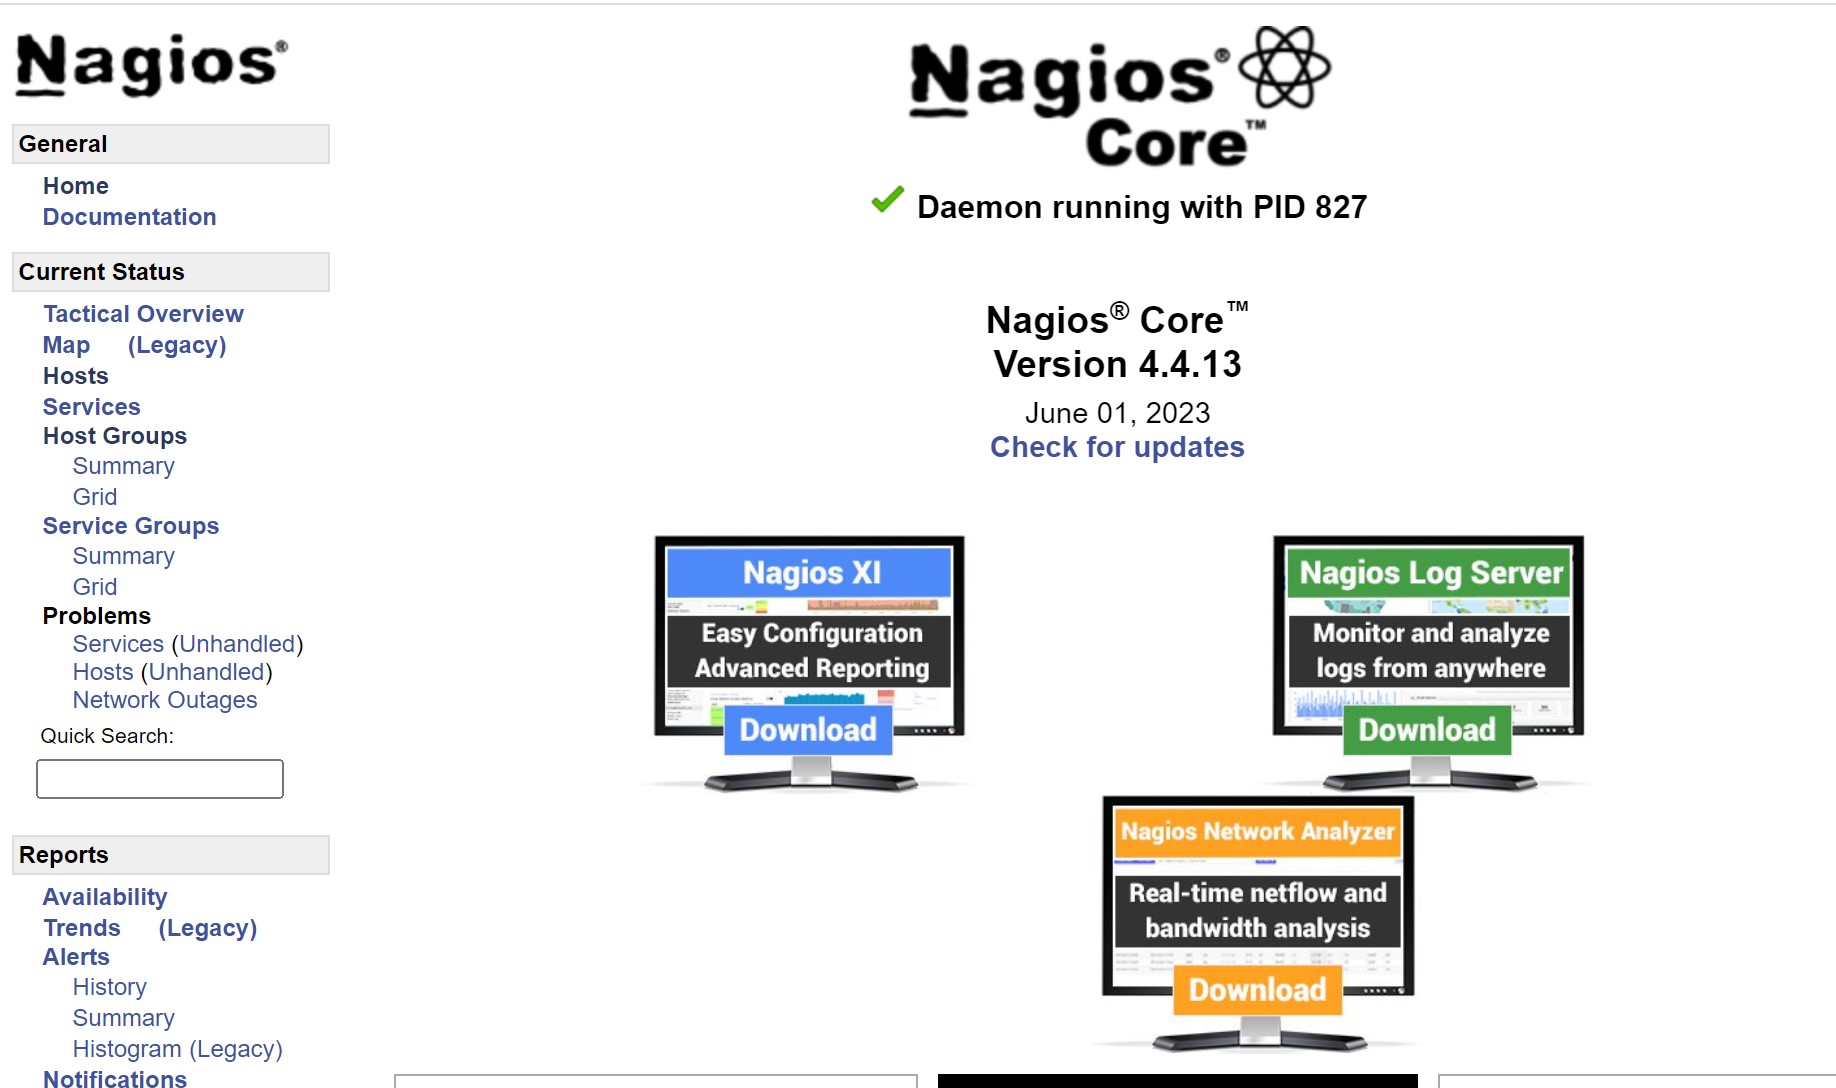 Nagios®
General
Home
Documentation
Current Status
Tactical Overview
Map (Legacy)
Hosts
Services
Host Groups
Summary
Grid
Service Groups
Summary
Grid
Problems
Services (Unhandled)
Hosts (Unhandled)
Network Outages
Quick Search:
Reports
Availability
Trends (Legacy)
Alerts
History
Summary
Histogram (Legacy)
Notifications
Nagios®
Core™
Daemon running with PID 827
Nagios® Core™
Version 4.4.13
June 01, 2023
Check for updates
Nagios XI
Easy Configuration
Advanced Reporting
Download
Nagios Log Server
Monitor and analyze
logs from anywhere
Download
Nagios Network Analyzer
Real-time netflow and
bandwidth analysis
Download